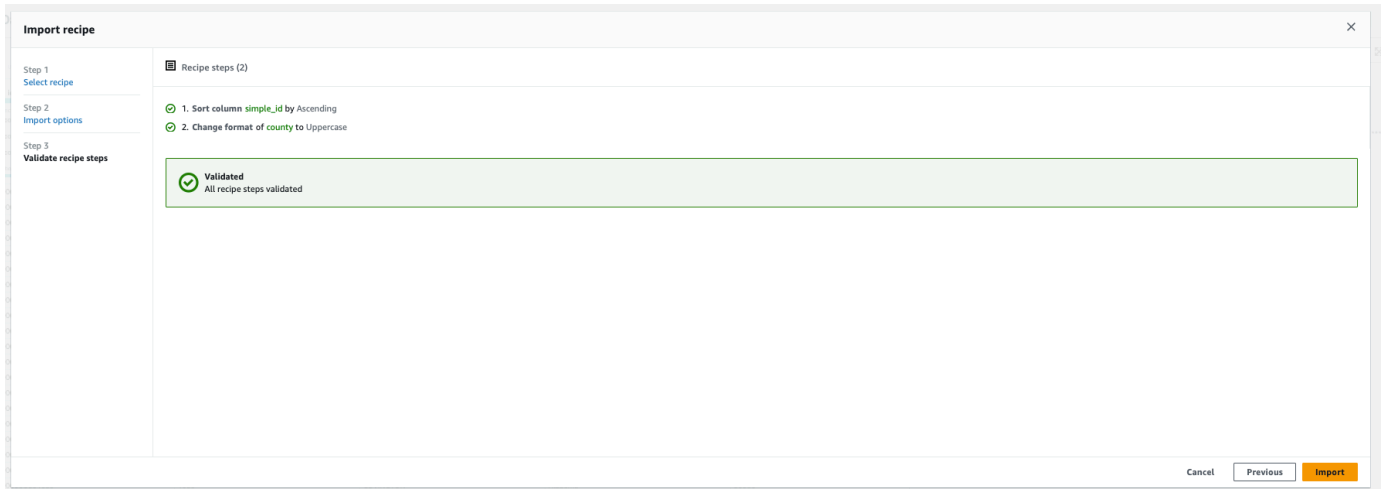 Import recipe
Step 1
Select recipe
Step 2
Import options
Step 3
Validate recipe steps
Recipe steps (2)
1. Sort column simple_id by Ascending
2. Change format of county to Uppercase
Validated
All recipe steps validated
Cancel
Previous
Import